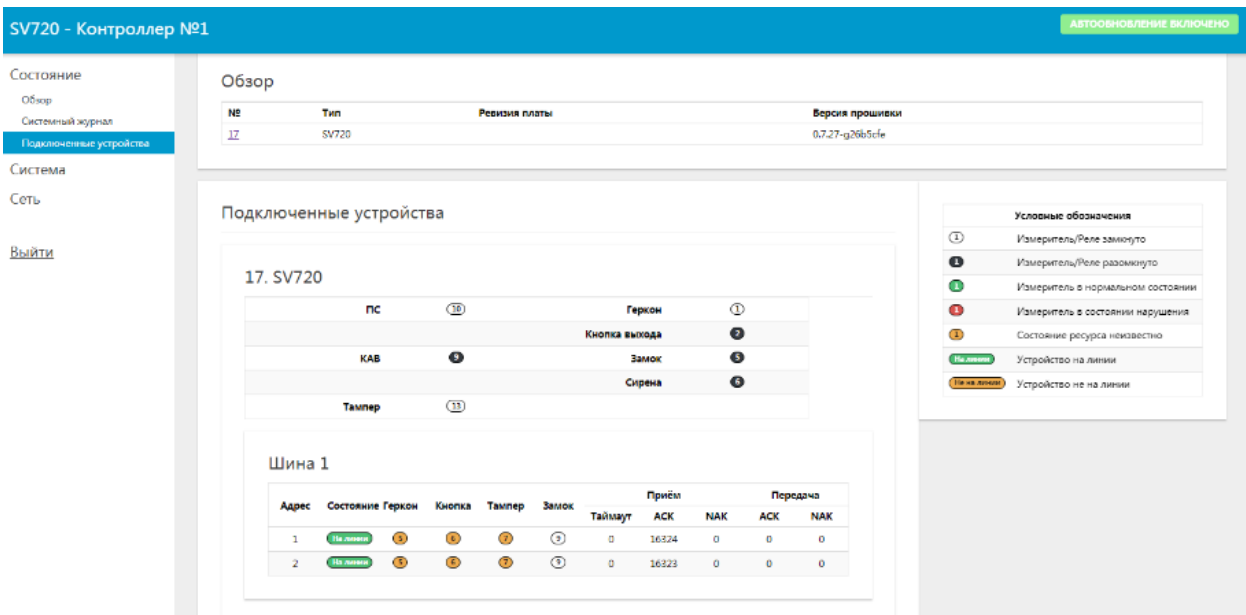 SV720 - Контроллер №1
АВТООБНОВЛЕНИЕ ВКЛЮЧЕНО
Состояние
Обзор
Системный журнал
Подключенные устройства
Система
Сеть
Выйти
Обзор
№ Тип Ревизия платы Версия прошивки
17 SV720 0.7.27-g26b5cfe
Подключенные устройства
17. SV720
ПС 10 Геркон 1
Кнопка выхода 2
КАВ 9 Замок 5
Сирена 6
Тампер 13
Шина 1
Приём Передача
Адрес Состояние Геркон Кнопка Тампер Замок
Таймаут ACK NAK ACK NAK
1 На линии 5 6 7 9 0 16324 0 0 0
2 На линии 5 6 7 9 0 16323 0 0 0
Условные обозначения
1 Измеритель/Реле замкнуто
1 Измеритель/Реле разомкнуто
1 Измеритель в нормальном состоянии
1 Измеритель в состоянии нарушения
1 Состояние ресурса неизвестно
На линии Устройство на линии
Не на линии Устройство не на линии